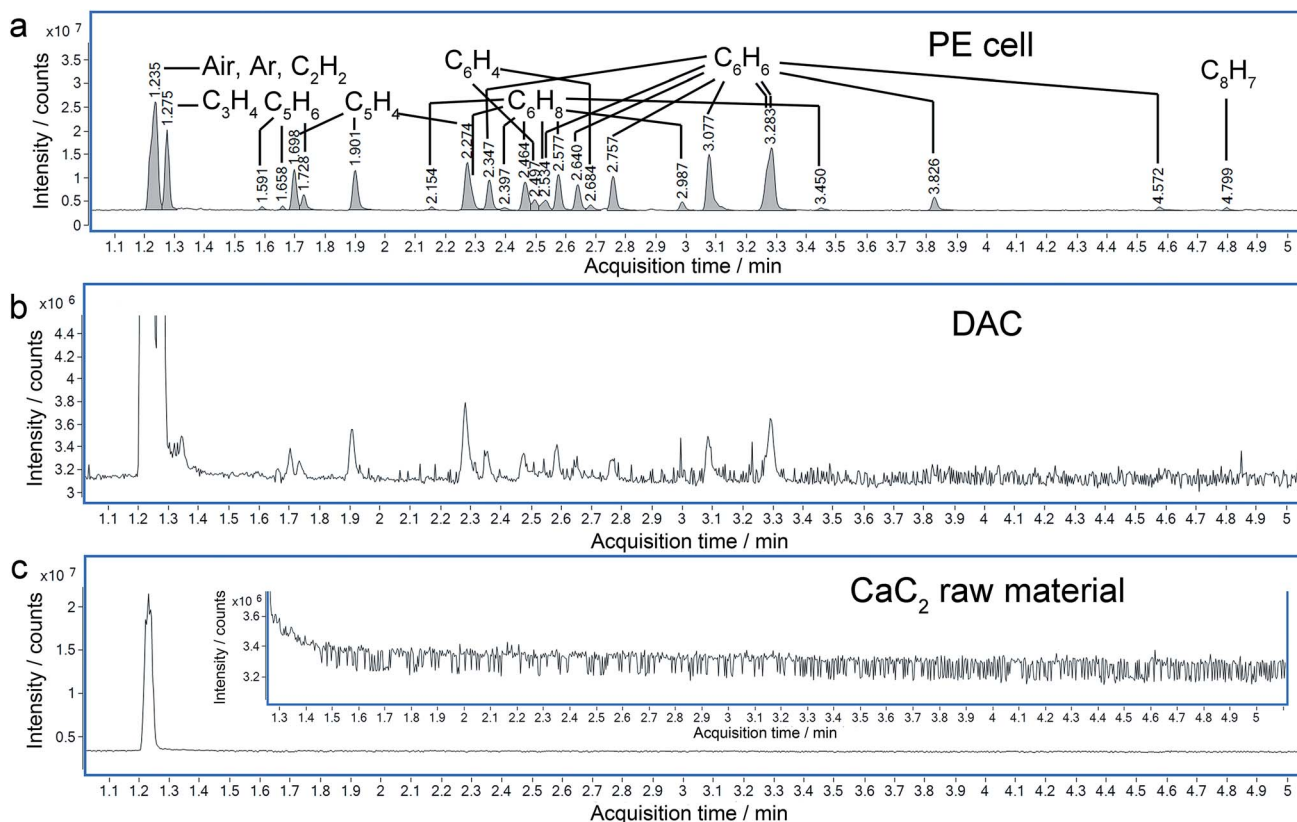 a
x10 7
PE cell
Intensity / counts
3.5
3
2.5
2
1.5
1
0.5
0
Air, Ar, C2H2
C3H4
C5H6
C5H4
C6H4
C6H8
C6H6
C8H7
1.235
1.275
1.591
1.658
1.698
1.728
1.901
2.154
2.274
2.347
2.397
2.464
2.497
2.534
2.577
2.640
2.684
2.757
2.987
3.077
3.283
3.450
3.826
4.572
4.799
1.1 1.2 1.3 1.4 1.5 1.6 1.7 1.8 1.9 2 2.1 2.2 2.3 2.4 2.5 2.6 2.7 2.8 2.9 3 3.1 3.2 3.3 3.4 3.5 3.6 3.7 3.8 3.9 4 4.1 4.2 4.3 4.4 4.5 4.6 4.7 4.8 4.9 5
Acquisition time / min
b
x10 6
DAC
Intensity / counts
4.4
4.2
4
3.8
3.6
3.4
3.2
3
1.1 1.2 1.3 1.4 1.5 1.6 1.7 1.8 1.9 2 2.1 2.2 2.3 2.4 2.5 2.6 2.7 2.8 2.9 3 3.1 3.2 3.3 3.4 3.5 3.6 3.7 3.8 3.9 4 4.1 4.2 4.3 4.4 4.5 4.6 4.7 4.8 4.9 5
Acquisition time / min
c
x10 7
CaC2 raw material
Intensity / counts
2
1.5
1
0.5
x10 6
Intensity / counts
3.6
3.4
3.2
1.3 1.4 1.5 1.6 1.7 1.8 1.9 2 2.1 2.2 2.3 2.4 2.5 2.6 2.7 2.8 2.9 3 3.1 3.2 3.3 3.4 3.5 3.6 3.7 3.8 3.9 4 4.1 4.2 4.3 4.4 4.5 4.6 4.7 4.8 4.9 5
Acquisition time / min
1.1 1.2 1.3 1.4 1.5 1.6 1.7 1.8 1.9 2 2.1 2.2 2.3 2.4 2.5 2.6 2.7 2.8 2.9 3 3.1 3.2 3.3 3.4 3.5 3.6 3.7 3.8 3.9 4 4.1 4.2 4.3 4.4 4.5 4.6 4.7 4.8 4.9 5
Acquisition time / min